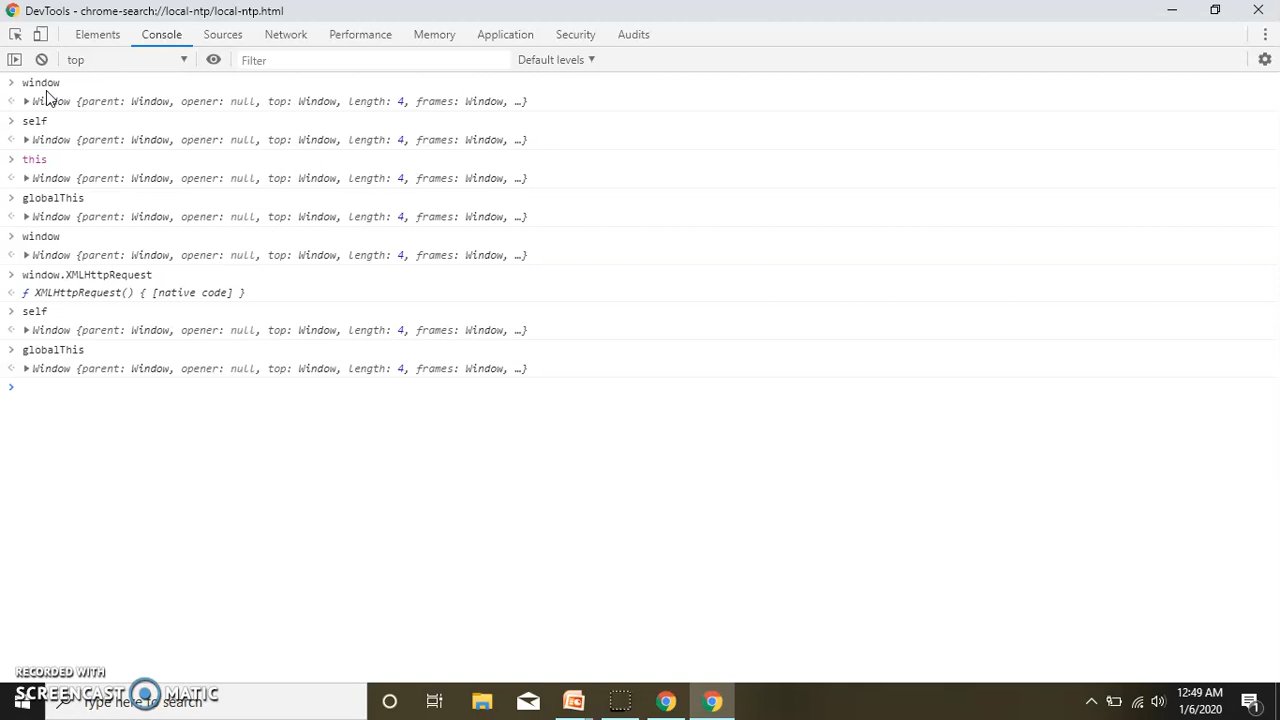 DevTools - chrome-search://local-ntp/local-ntp.html
Elements Console Sources Network Performance Memory Application Security Audits
top Filter Default levels
window
Window {parent: Window, opener: null, top: Window, length: 4, frames: Window, …}
self
Window {parent: Window, opener: null, top: Window, length: 4, frames: Window, …}
this
Window {parent: Window, opener: null, top: Window, length: 4, frames: Window, …}
globalThis
Window {parent: Window, opener: null, top: Window, length: 4, frames: Window, …}
window
Window {parent: Window, opener: null, top: Window, length: 4, frames: Window, …}
window.XMLHttpRequest
ƒ XMLHttpRequest() { [native code] }
self
Window {parent: Window, opener: null, top: Window, length: 4, frames: Window, …}
globalThis
Window {parent: Window, opener: null, top: Window, length: 4, frames: Window, …}
RECORDED WITH
SCREENCAST MATIC
Type here to search
12:49 AM
1/6/2020
1